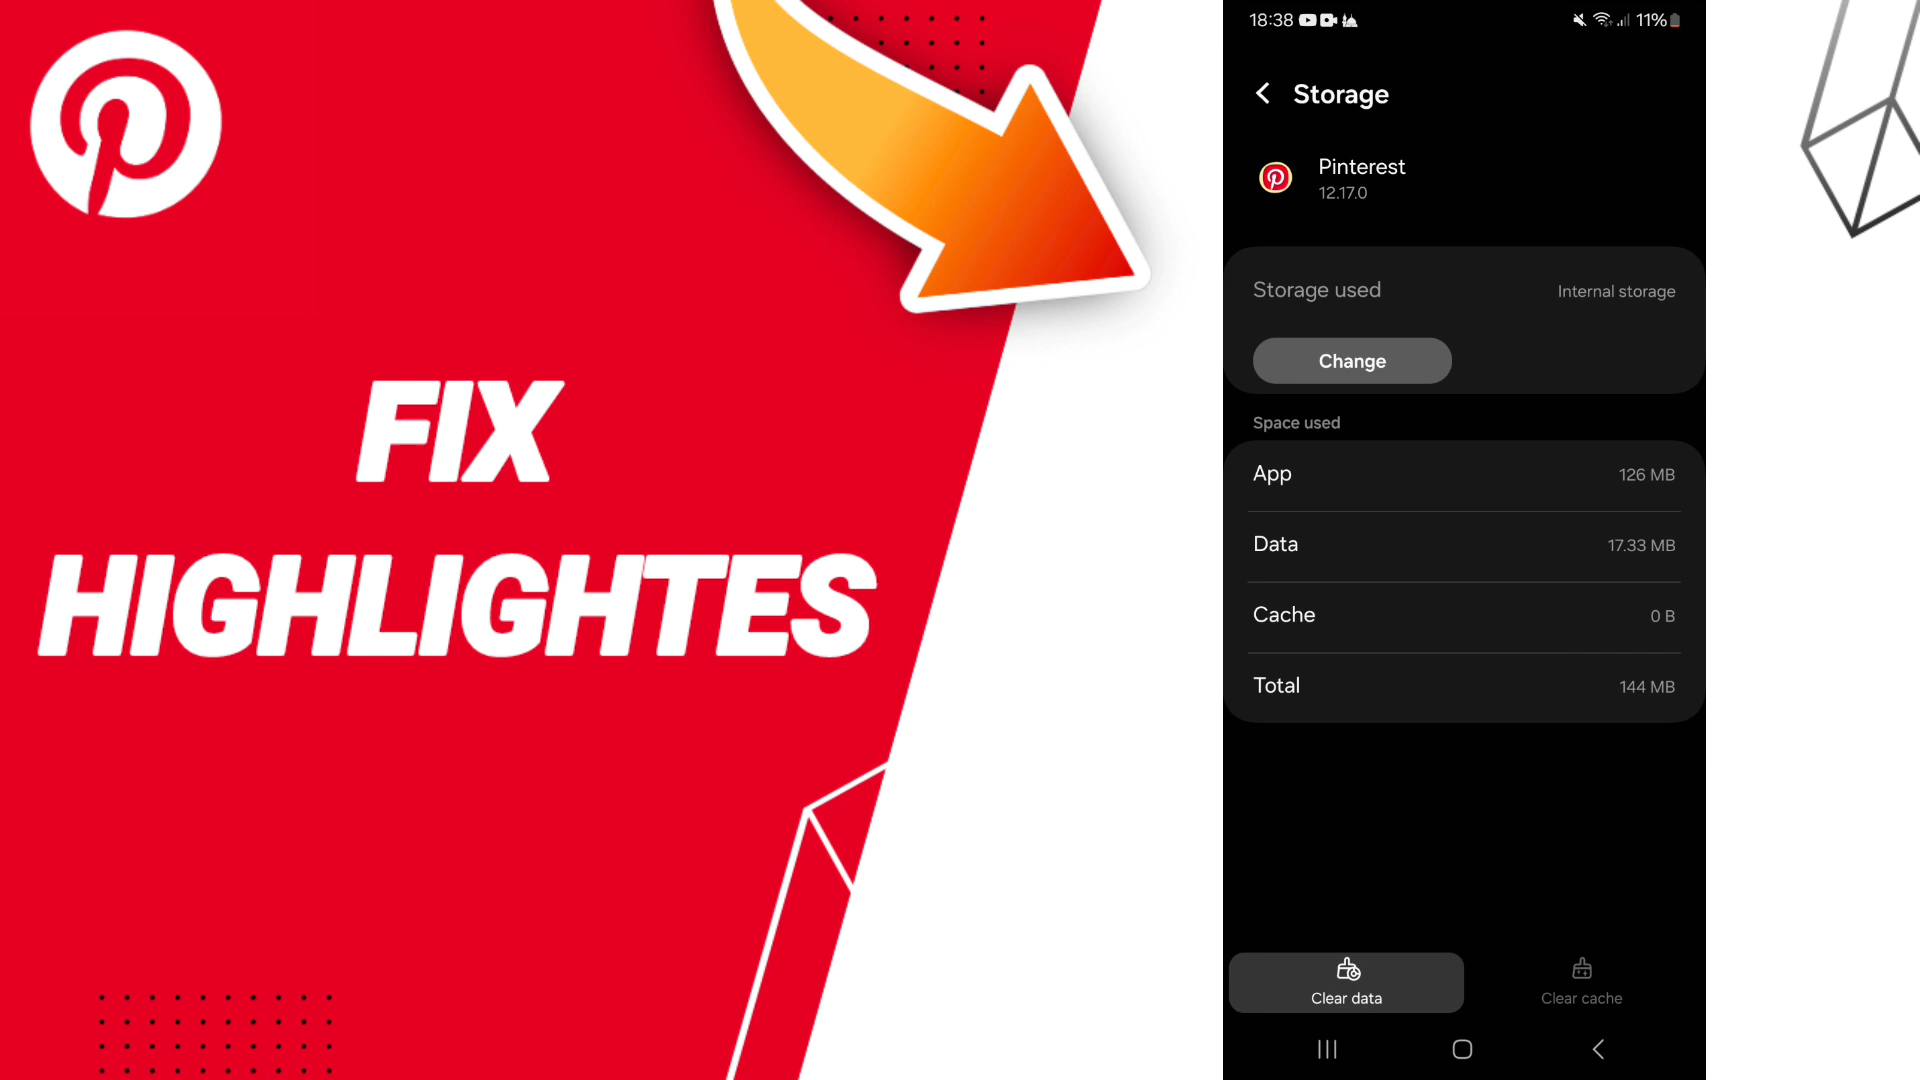 FIX
HIGHLIGHTES
18:38
11%
Storage
Pinterest
12.17.0
Storage used
Internal storage
Change
Space used
App
126 MB
Data
17.33 MB
Cache
0 B
Total
144 MB
Clear data
Clear cache